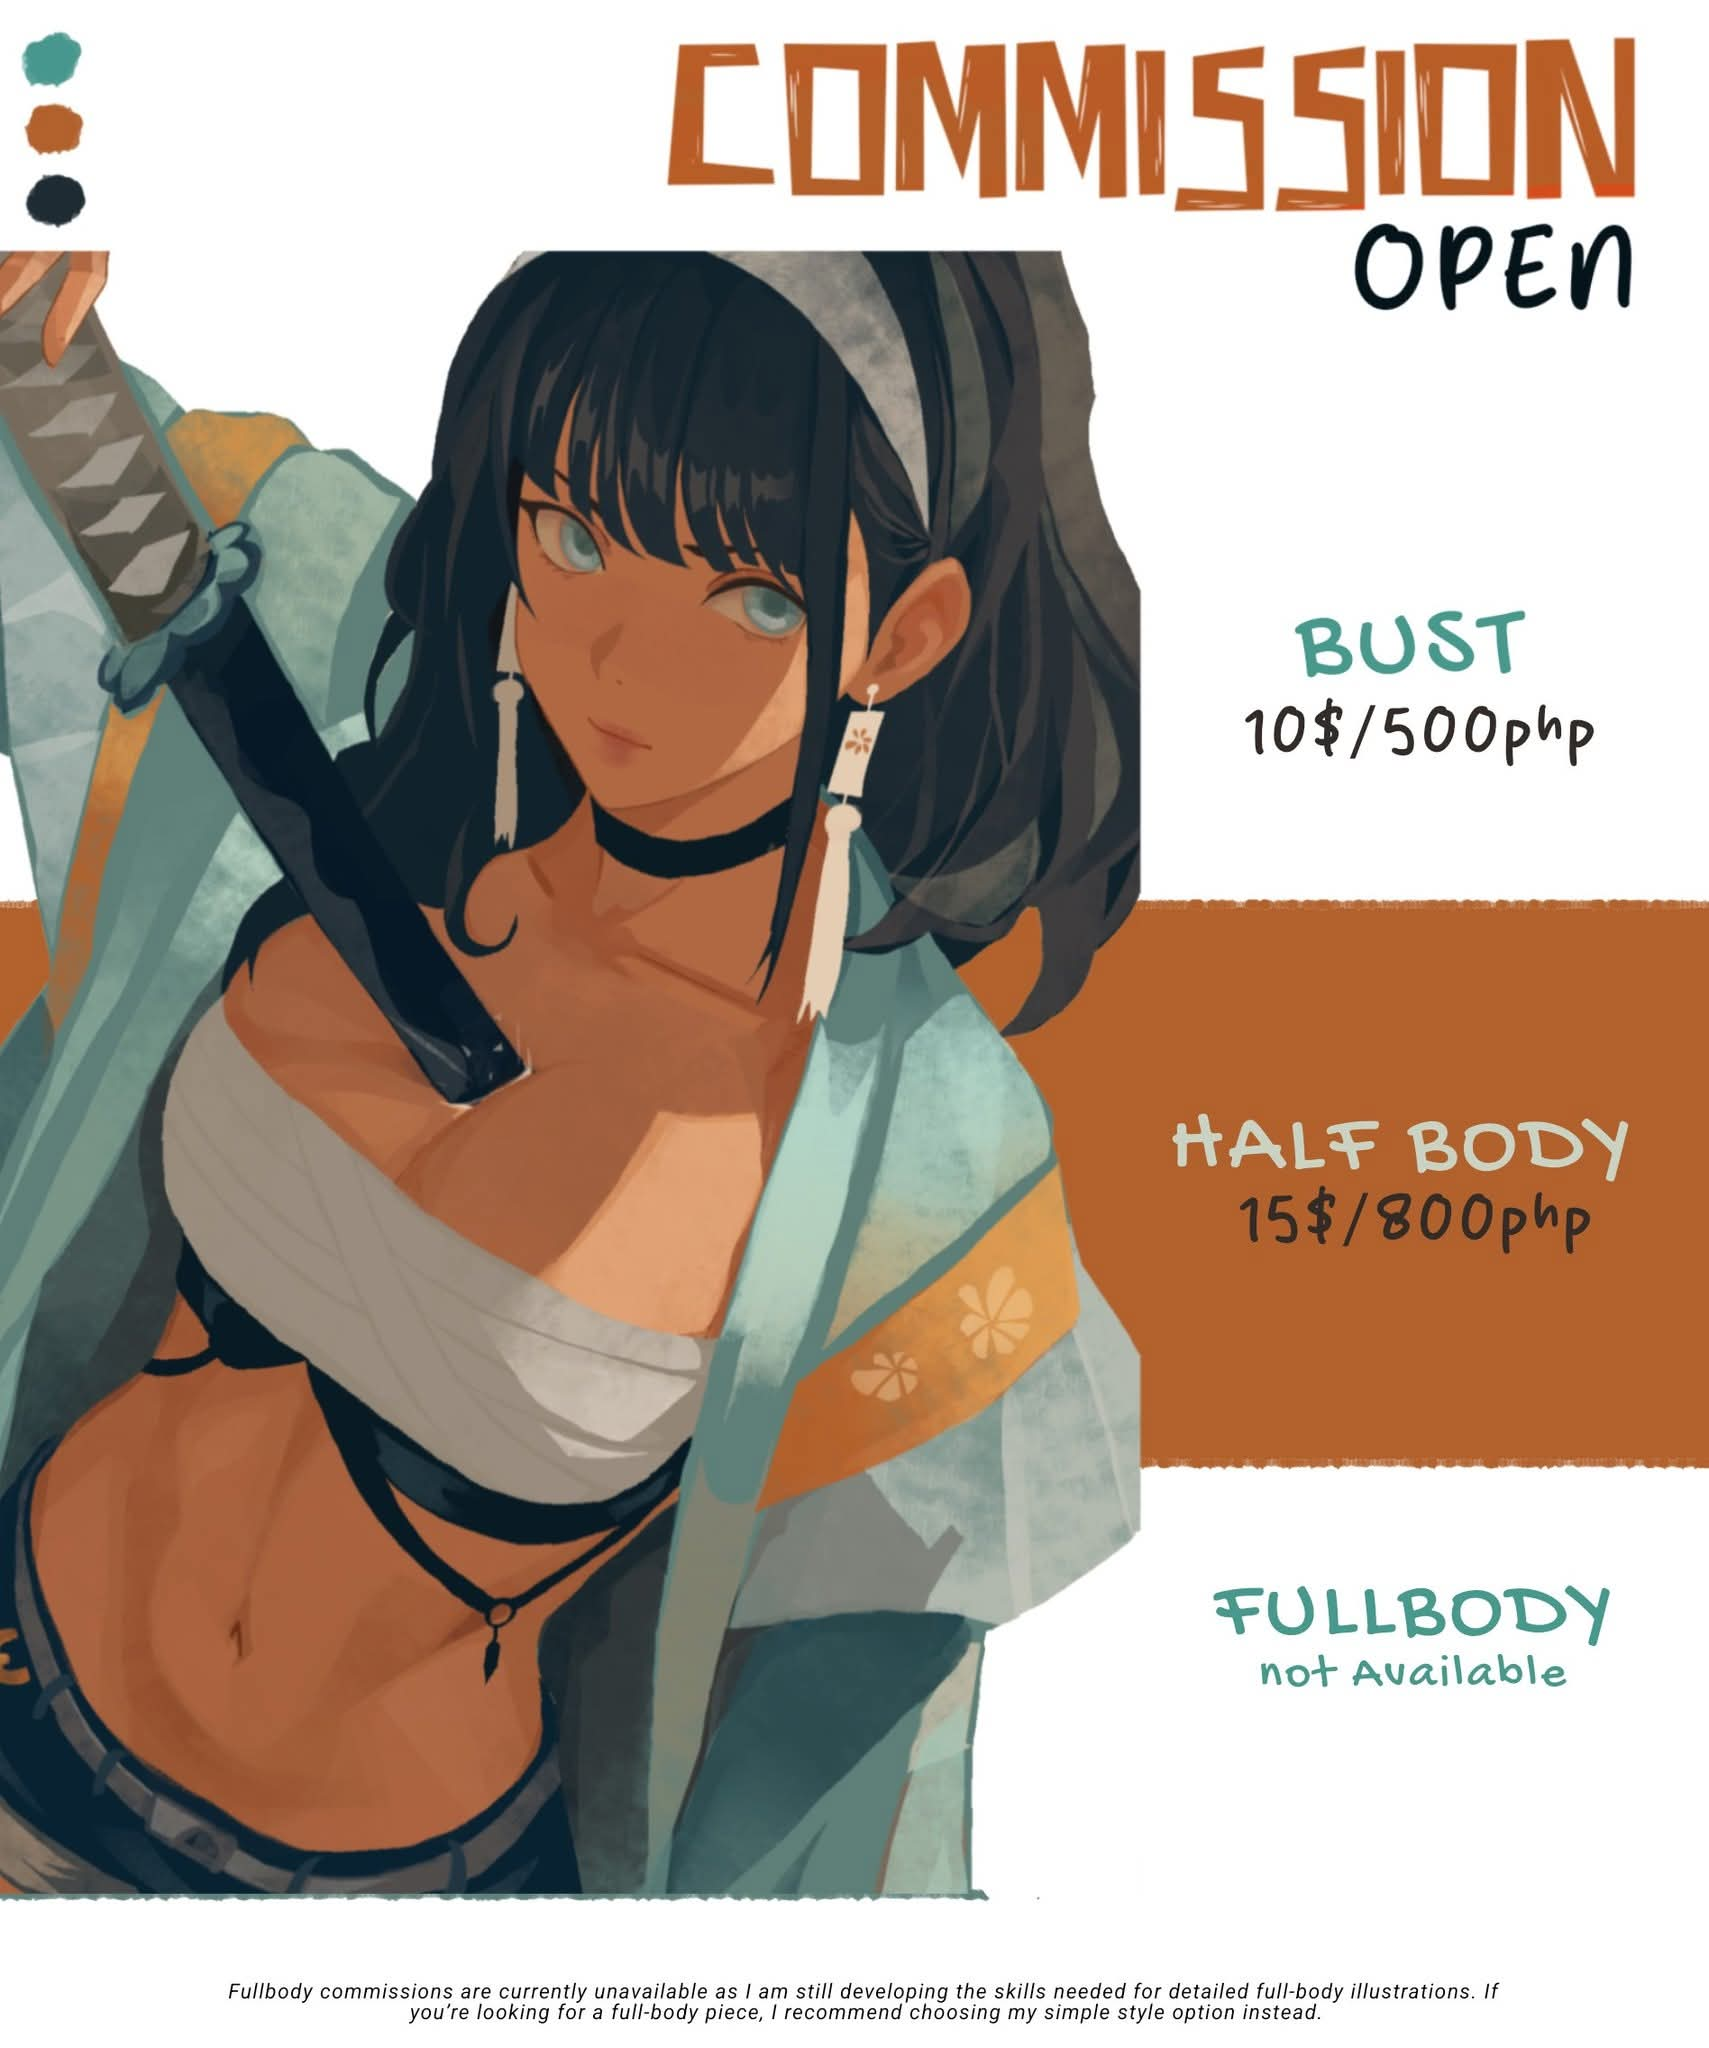 COMMISSION
OPEN
BUST
10$/500php
HALF BODY
15$/800php
FULLBODY
not Available
Fullbody commissions are currently unavailable as I am still developing the skills needed for detailed full-body illustrations. If
you’re looking for a full-body piece, I recommend choosing my simple style option instead.